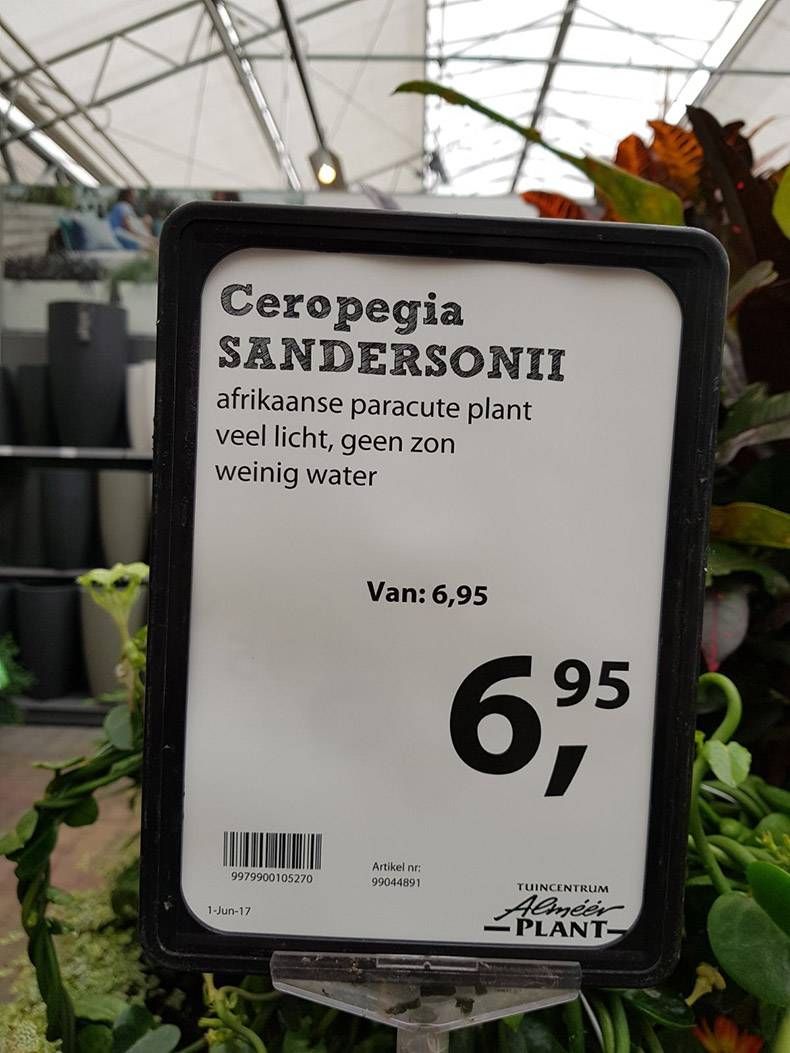 Ceropegia
SANDERSONII
afrikaanse paracute plant
veel licht, geen zon
weinig water
Van: 6,95
6,95
9979900105270
Artikel nr:
99044891
1-Jun-17
TUINCENTRUM
Alméér
PLANT